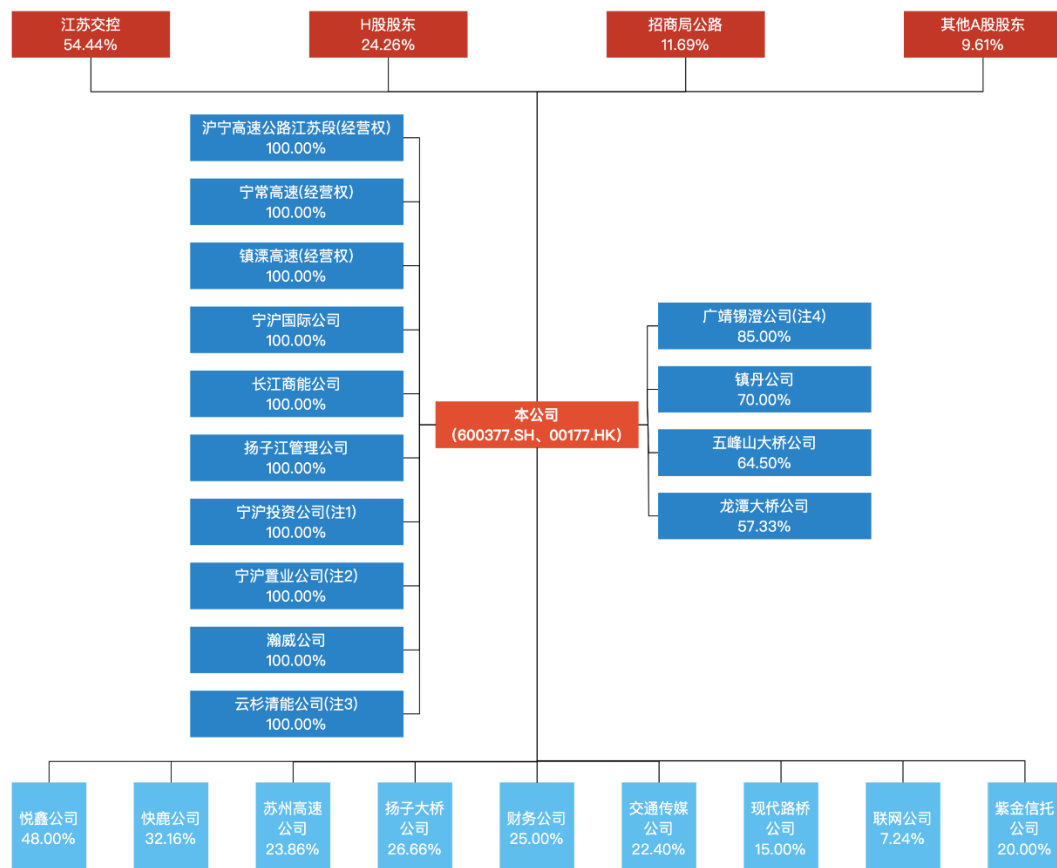 江苏交控
54.44%
H股股东
24.26%
招商局公路
11.69%
其他A股股东
9.61%
沪宁高速公路江苏段(经营权)
100.00%
宁常高速(经营权)
100.00%
镇溧高速(经营权)
100.00%
宁沪国际公司
100.00%
长江商能公司
100.00%
扬子江管理公司
100.00%
宁沪投资公司(注1)
100.00%
宁沪置业公司(注2)
100.00%
瀚威公司
100.00%
云杉清能公司(注3)
100.00%
本公司
(600377.SH、00177.HK)
广靖锡澄公司(注4)
85.00%
镇丹公司
70.00%
五峰山大桥公司
64.50%
龙潭大桥公司
57.33%
悦鑫公司
48.00%
快鹿公司
32.16%
苏州高速
公司
23.86%
扬子大桥
公司
26.66%
财务公司
25.00%
交通传媒
公司
22.40%
现代路桥
公司
15.00%
联网公司
7.24%
紫金信托
公司
20.00%